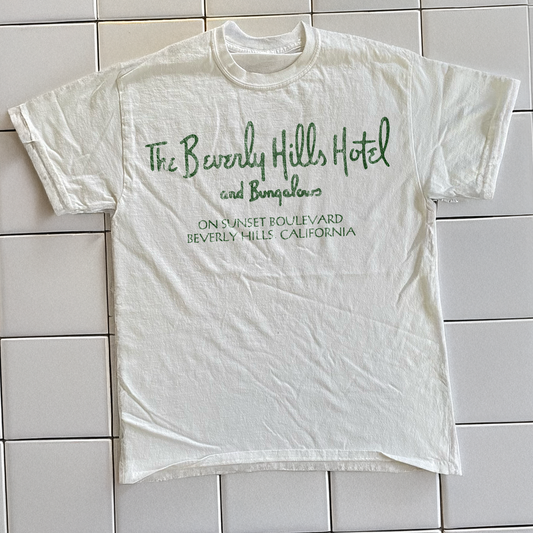 The Beverly Hills Hotel
and Bungalows
ON SUNSET BOULEVARD
BEVERLY HILLS CALIFORNIA